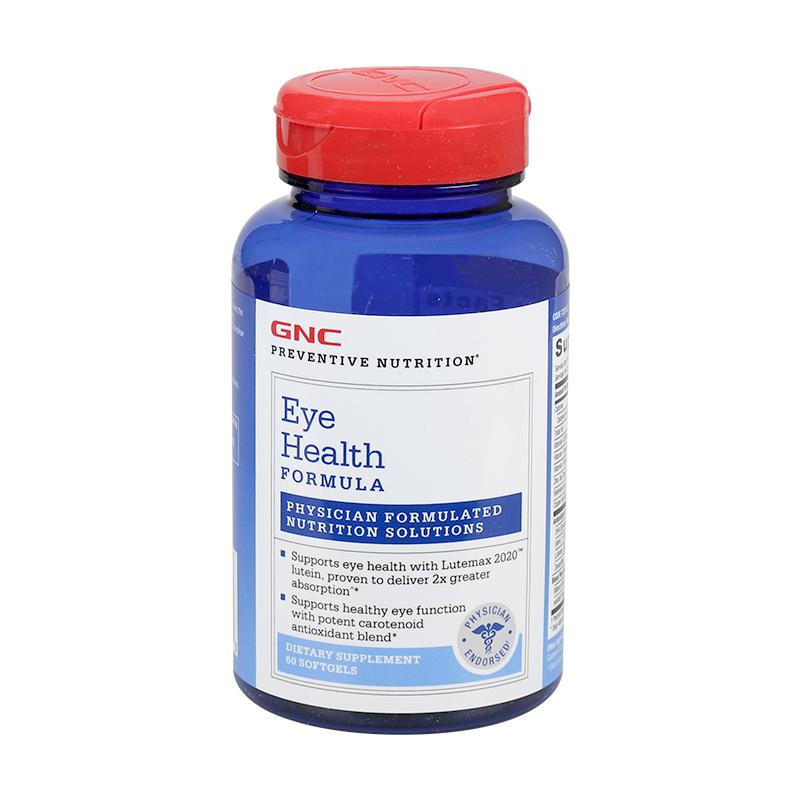 GNC
GNC
PREVENTIVE NUTRITION®
Eye
Health
FORMULA
PHYSICIAN FORMULATED
NUTRITION SOLUTIONS
Supports eye health with Lutemax 2020™
lutein, proven to deliver 2x greater
absorption^*
Supports healthy eye function
with potent carotenoid
antioxidant blend*
PHYSICIAN
ENDORSED
DIETARY SUPPLEMENT
60 SOFTGELS
Facts